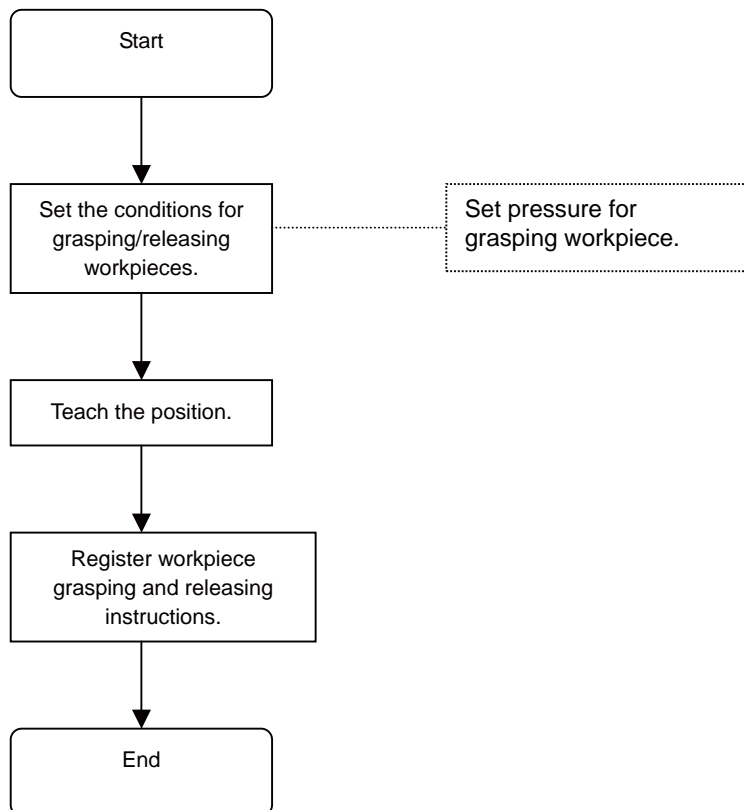 Start
Set the conditions for
grasping/releasing
workpieces.
Set pressure for
grasping workpiece.
Teach the position.
Register workpiece
grasping and releasing
instructions.
End